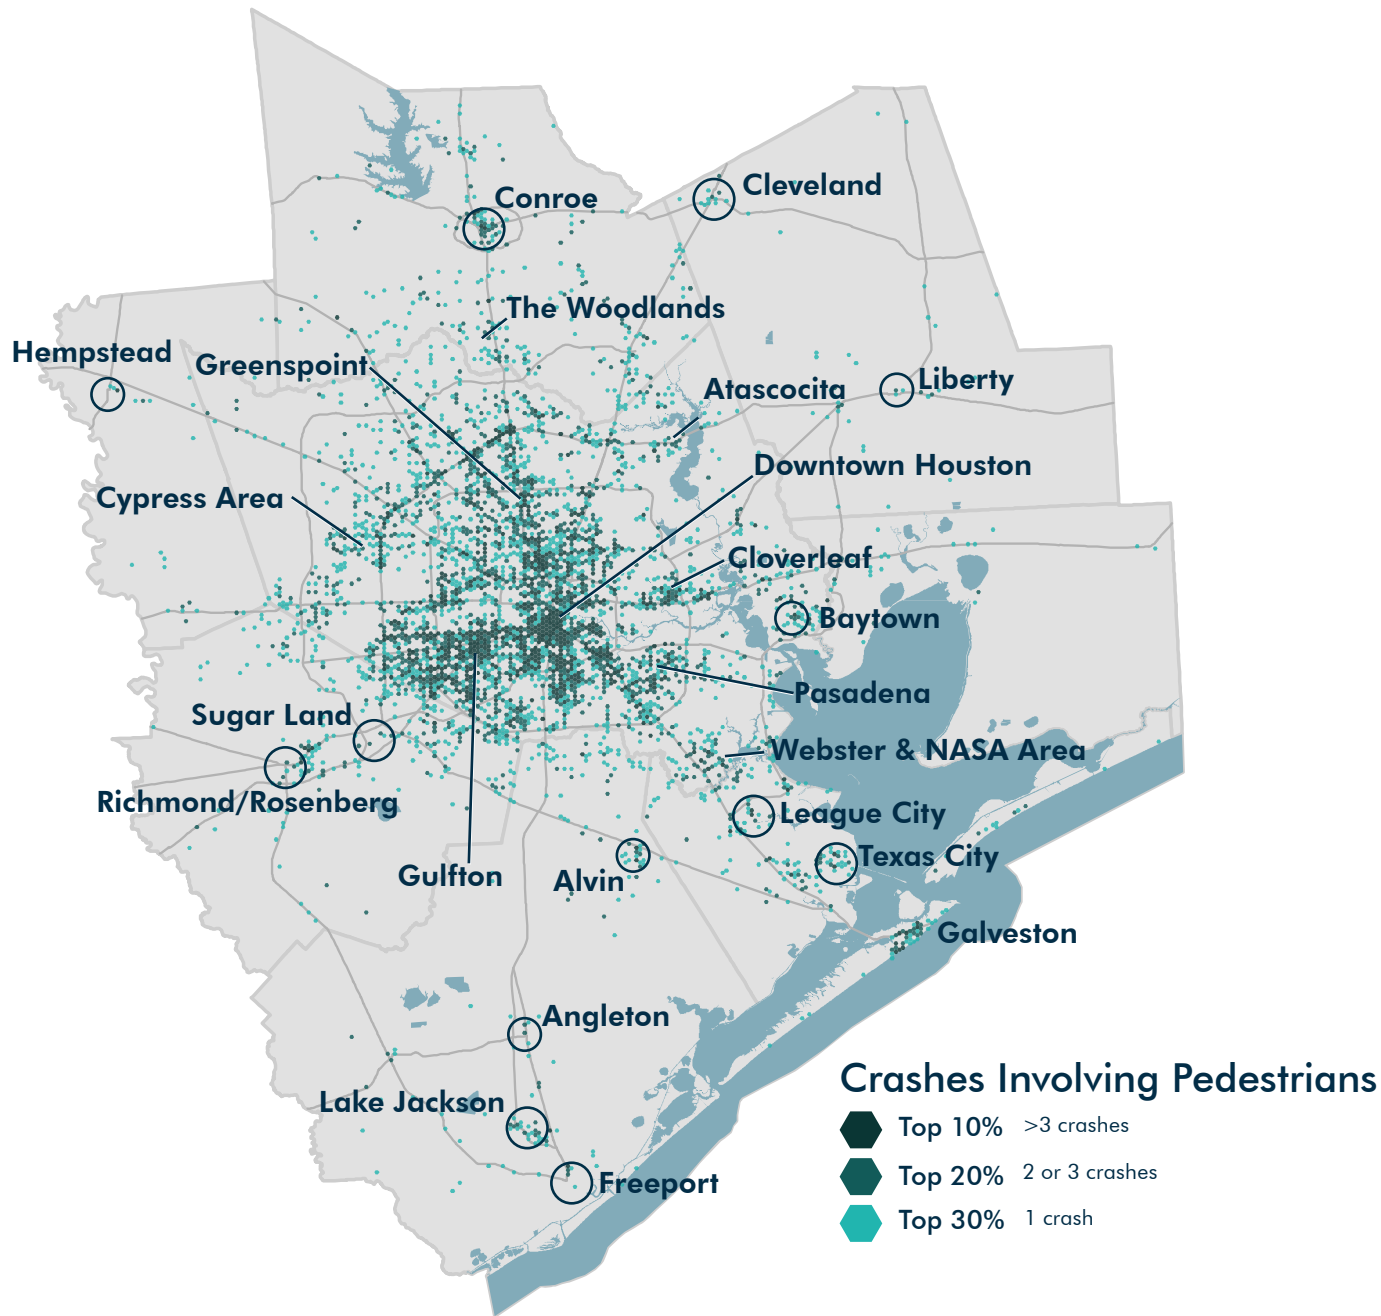 Conroe
Cleveland
The Woodlands
Hempstead
Greenspoint
Atascocita
Liberty
Downtown Houston
Cypress Area
Cloverleaf
Baytown
Pasadena
Sugar Land
Webster & NASA Area
Richmond/Rosenberg
League City
Texas City
Gulfton
Alvin
Galveston
Angleton
Lake Jackson
Freeport
Crashes Involving Pedestrians
Top 10% >3 crashes
Top 20% 2 or 3 crashes
Top 30% 1 crash